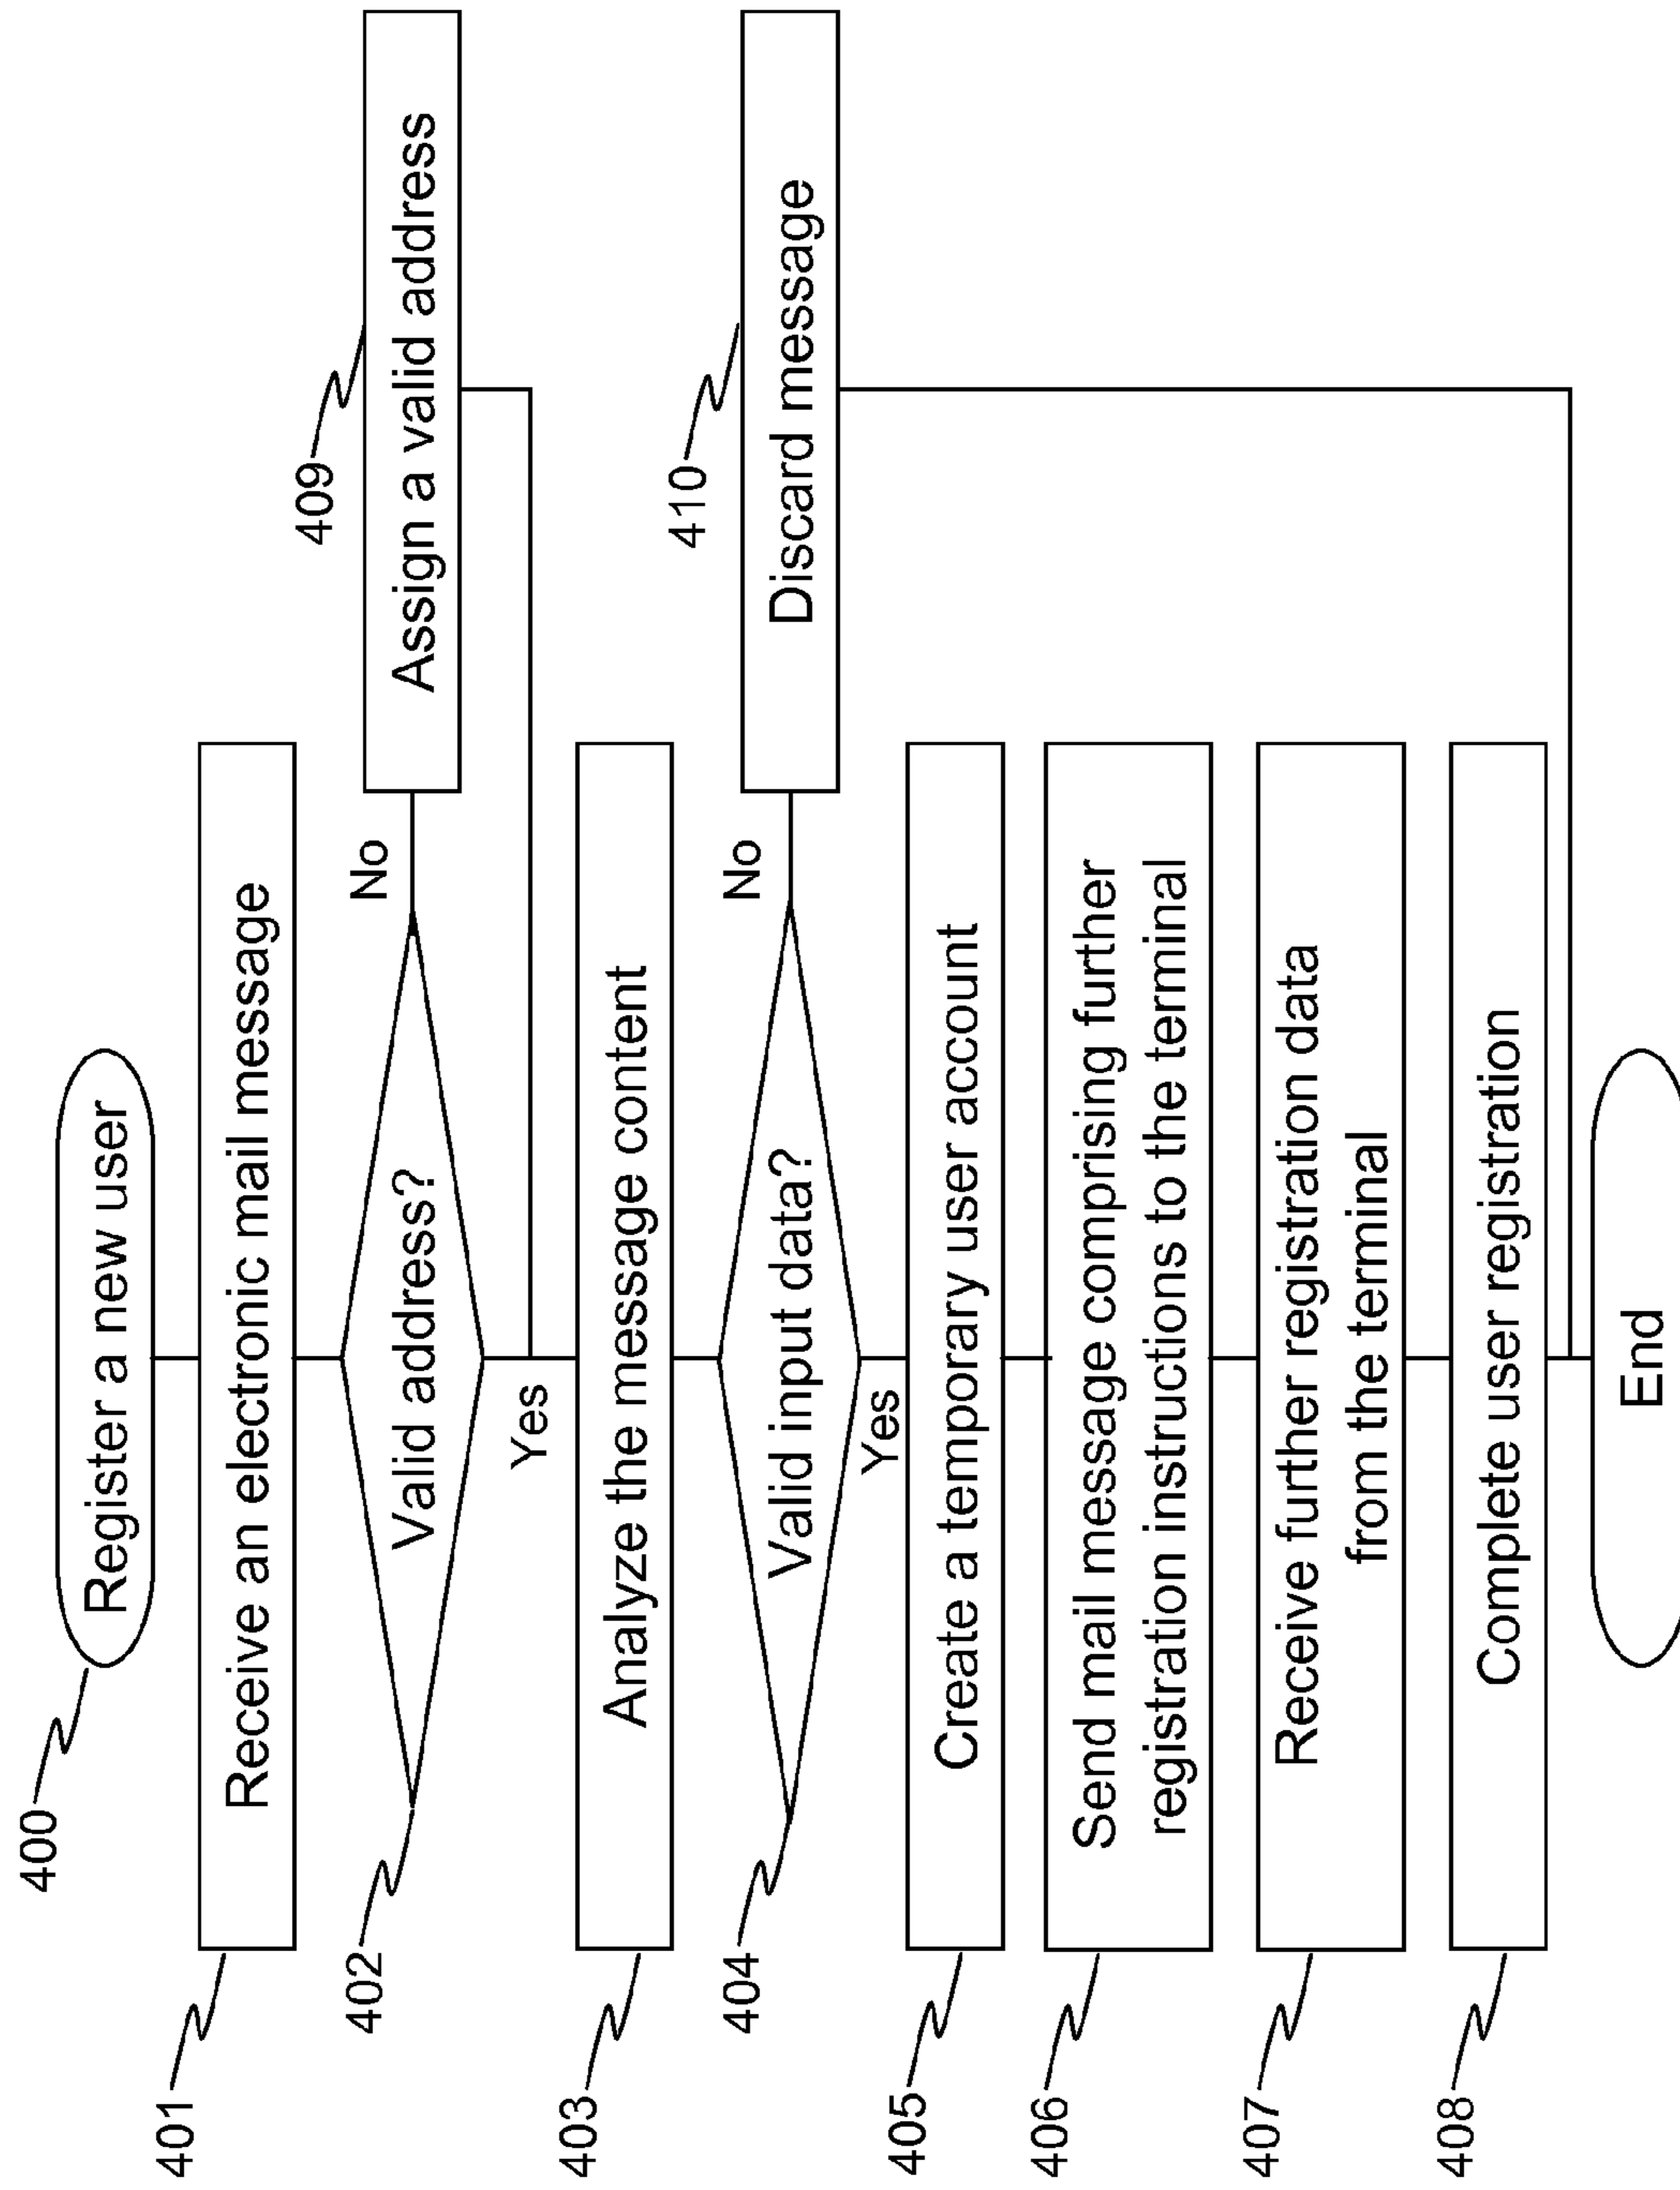 400
Register a new user
401
Receive an electronic mail message
402
Valid address?
No
409
Assign a valid address
Yes
403
Analyze the message content
404
Valid input data?
No
410
Discard message
Yes
405
Create a temporary user account
406
Send mail message comprising further
registration instructions to the terminal
407
Receive further registration data
from the terminal
408
Complete user registration
End